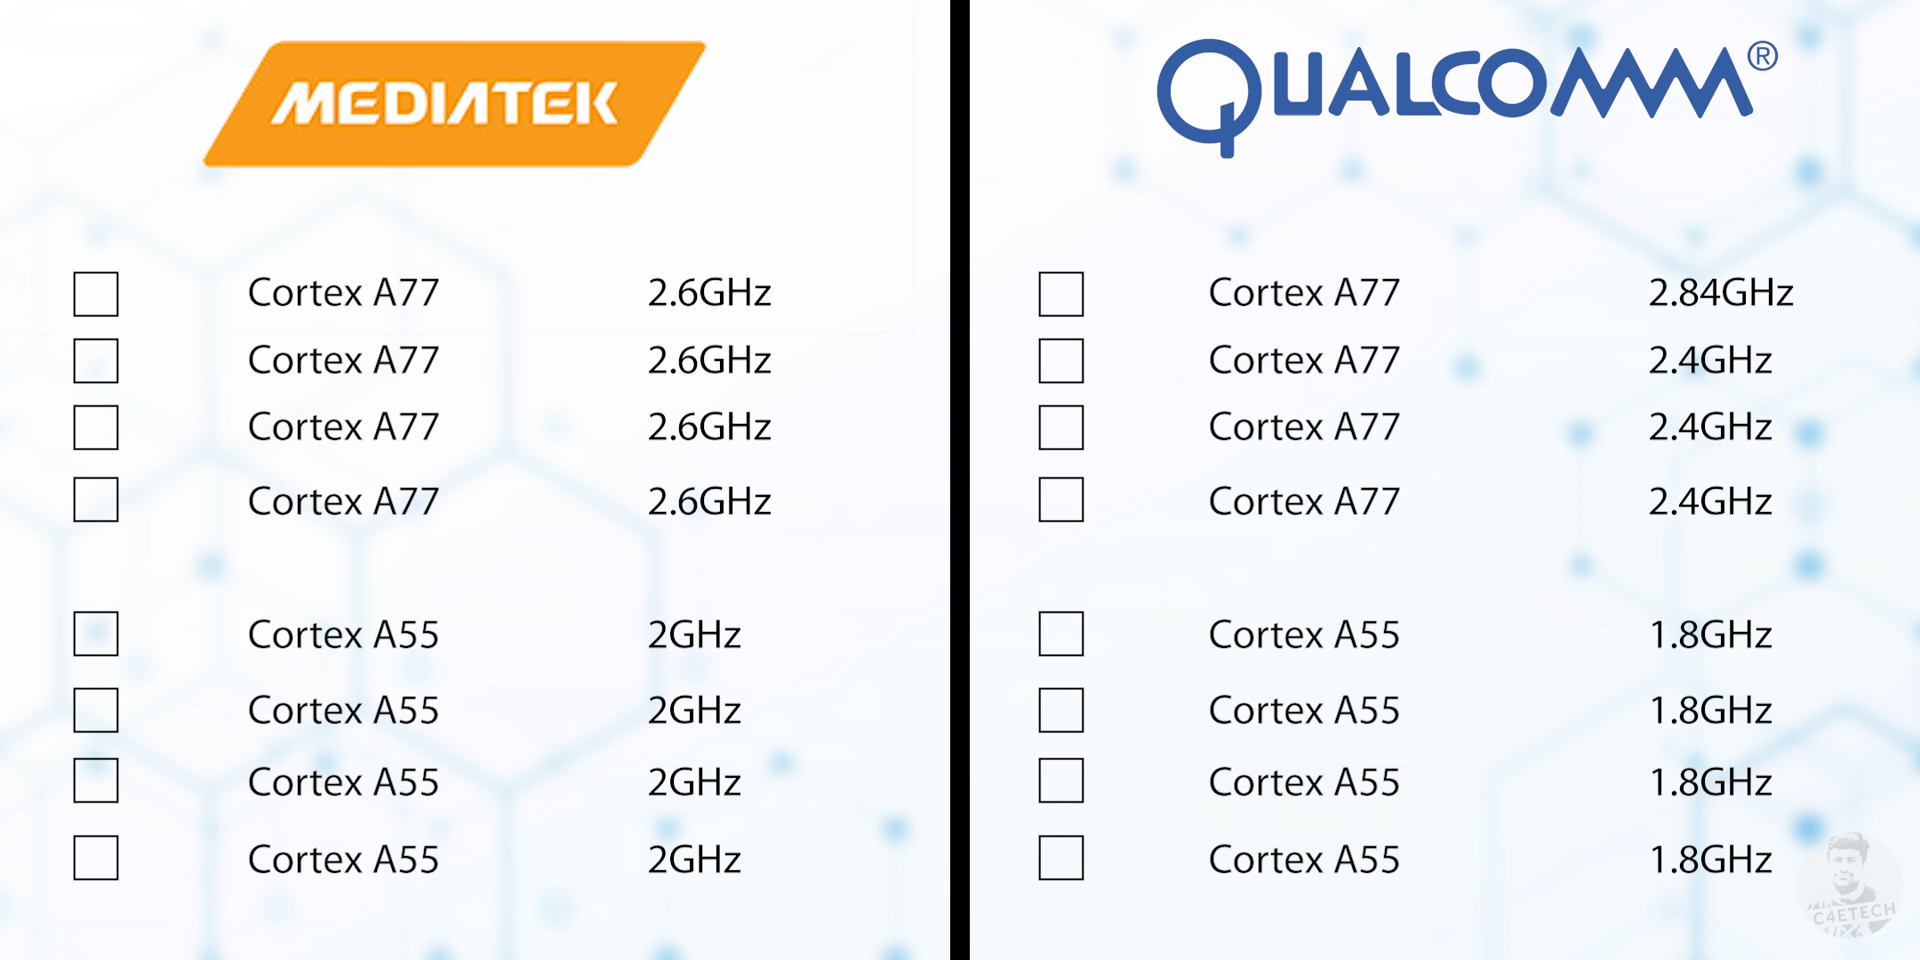 MEDIATEK
Cortex A77 2.6GHz
Cortex A77 2.6GHz
Cortex A77 2.6GHz
Cortex A77 2.6GHz
Cortex A55 2GHz
Cortex A55 2GHz
Cortex A55 2GHz
Cortex A55 2GHz
QUALCOMM®
Cortex A77 2.84GHz
Cortex A77 2.4GHz
Cortex A77 2.4GHz
Cortex A77 2.4GHz
Cortex A55 1.8GHz
Cortex A55 1.8GHz
Cortex A55 1.8GHz
Cortex A55 1.8GHz
C4ETECH